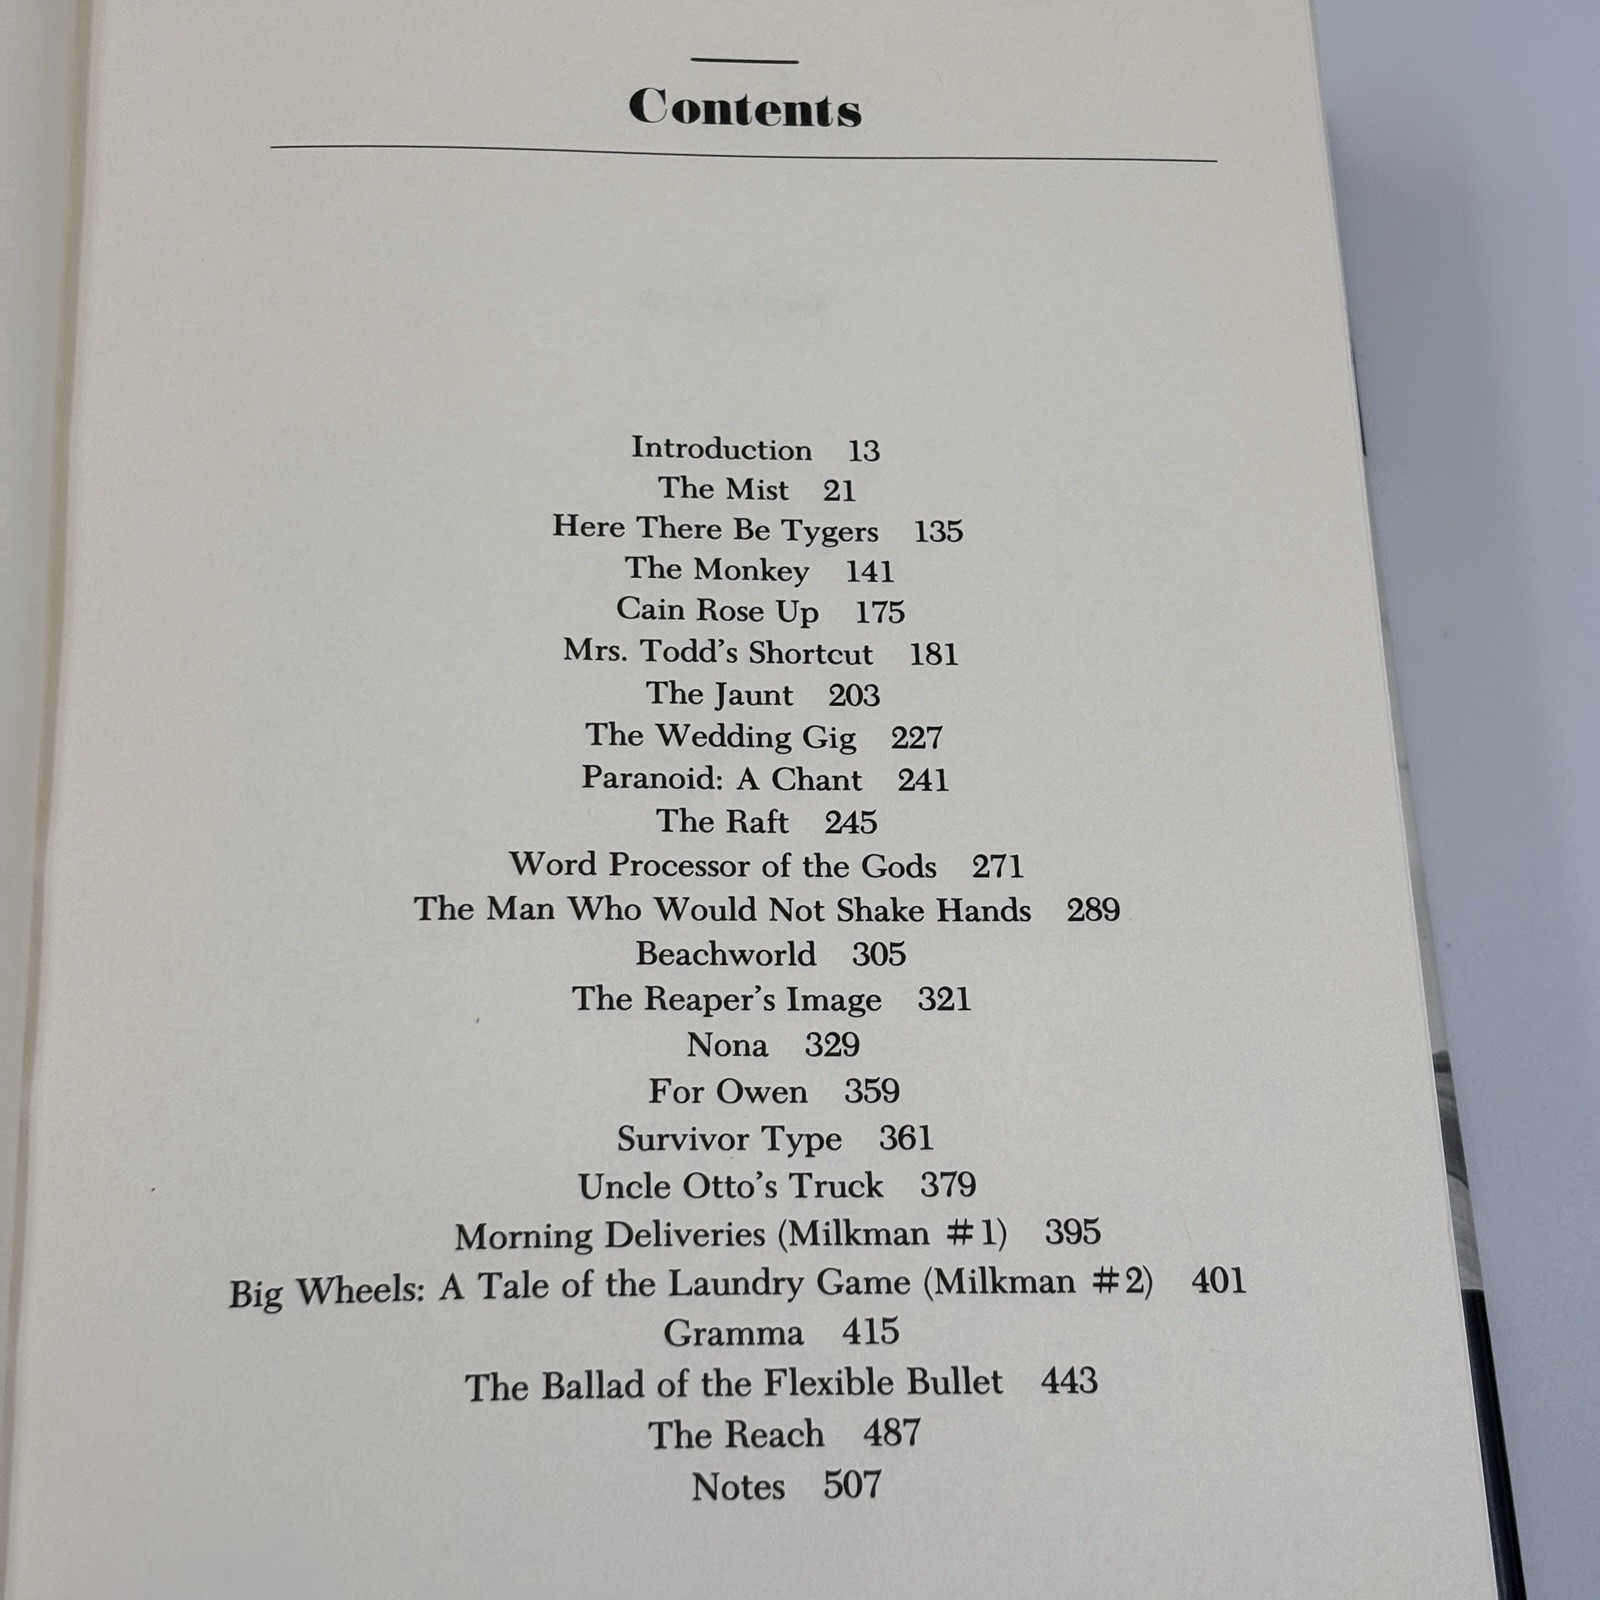 Contents
Introduction 13
The Mist 21
Here There Be Tygers 135
The Monkey 141
Cain Rose Up 175
Mrs. Todd's Shortcut 181
The Jaunt 203
The Wedding Gig 227
Paranoid: A Chant 241
The Raft 245
Word Processor of the Gods 271
The Man Who Would Not Shake Hands 289
Beachworld 305
The Reaper's Image 321
Nona 329
For Owen 359
Survivor Type 361
Uncle Otto's Truck 379
Morning Deliveries (Milkman #1) 395
Big Wheels: A Tale of the Laundry Game (Milkman #2) 401
Gramma 415
The Ballad of the Flexible Bullet 443
The Reach 487
Notes 507